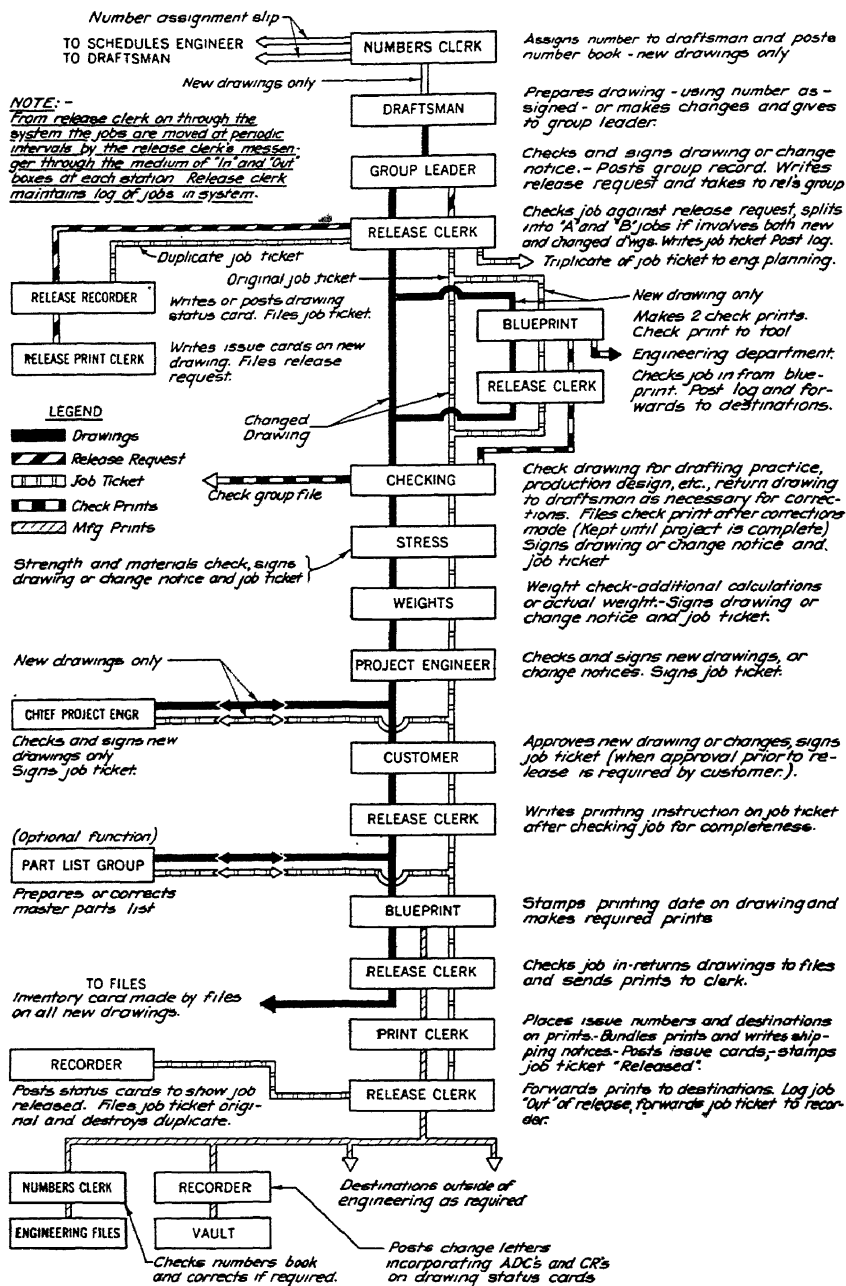 Number assignment slip
TO SCHEDULES ENGINEER
TO DRAFTSMAN
NUMBERS CLERK
Assigns number to draftsman and posts
number book - new drawings only
New drawings only
DRAFTSMAN
Prepares drawing - using number as -
signed - or makes changes and gives
to group leader.
NOTE: -
From release clerk on through the
system the jobs are moved at periodic
intervals by the release clerk's messen-
ger through the medium of "In" and "Out"
boxes at each station Release clerk
maintains log of jobs in system.
GROUP LEADER
Checks and signs drawing or change
notice. - Posts group record. Writes
release request and takes to rel's group
RELEASE CLERK
Checks job against release request, splits
into "A" and "B" jobs if involves both new
and changed d'wgs. Writes job ticket Post log.
Triplicate of job ticket to eng. planning.
Duplicate job ticket
Original job ticket
RELEASE RECORDER
Writes or posts drawing
status card. Files job ticket.
RELEASE PRINT CLERK
Writes issue cards on new
drawing. Files release
request.
New drawing only
BLUEPRINT
Makes 2 check prints.
Check print to tool
Engineering department.
RELEASE CLERK
Checks job in from blue-
print. Post log and for-
wards to destinations.
Changed
Drawing
LEGEND
Drawings
Release Request
Job Ticket
Check Prints
Mfg Prints
CHECKING
Check group file
Check drawing for drafting practice,
production design, etc., return drawing
to draftsman as necessary for correc-
tions. Files check print after corrections
made (Kept until project is complete)
Signs drawing or change notice and
job ticket
STRESS
Strength and materials check, signs
drawing or change notice and job ticket
WEIGHTS
Weight check-additional calculations
or actual weight.-Signs drawing or
change notice and job ticket.
PROJECT ENGINEER
Checks and signs new drawings, or
change notices. Signs job ticket.
New drawings only
CHIEF PROJECT ENGR
Checks and signs new
drawings only
Signs job ticket.
CUSTOMER
Approves new drawing or changes, signs
job ticket (when approval prior to re-
lease is required by customer.).
RELEASE CLERK
Writes printing instruction on job ticket
after checking job for completeness.
(Optional function)
PART LIST GROUP
Prepares or corrects
master parts list
BLUEPRINT
Stamps printing date on drawing and
makes required prints
RELEASE CLERK
Checks job in-returns drawings to files
and sends prints to clerk.
TO FILES
Inventory card made by files
on all new drawings.
PRINT CLERK
Places issue numbers and destinations
on prints.-Bundles prints and writes ship-
ping notices.-Posts issue cards,-stamps
job ticket "Released".
RECORDER
Posts status cards to show job
released. Files job ticket origi-
nal and destroys duplicate.
RELEASE CLERK
Forwards prints to destinations. Log job
"Out" of release, forwards job ticket to recor-
der.
NUMBERS CLERK
RECORDER
Destinations outside of
engineering as required
ENGINEERING FILES
VAULT
Checks numbers book
and corrects if required.
Posts change letters
incorporating ADC's and CR's
on drawing status cards